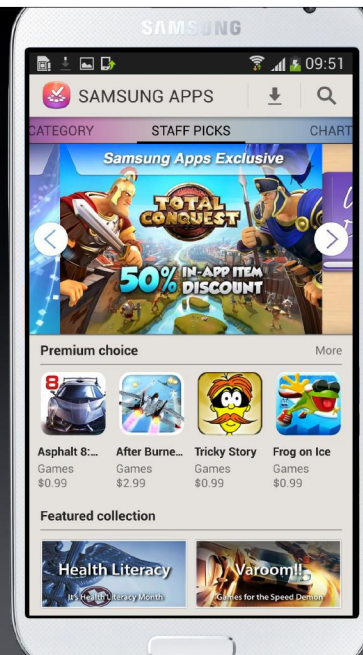 SAMSUNG
09:51
SAMSUNG APPS
CATEGORY STAFF PICKS CHART
Samsung Apps Exclusive
TOTAL
CONQUEST
50% IN-APP ITEM
DISCOUNT
Premium choice More
8
Asphalt 8:... After Burne... Tricky Story Frog on Ice
Games Games Games Games
$0.99 $2.99 $0.99 $0.99
Featured collection
Health Literacy Varoom!!
It's Health Literacy Month Games for the Speed Demon